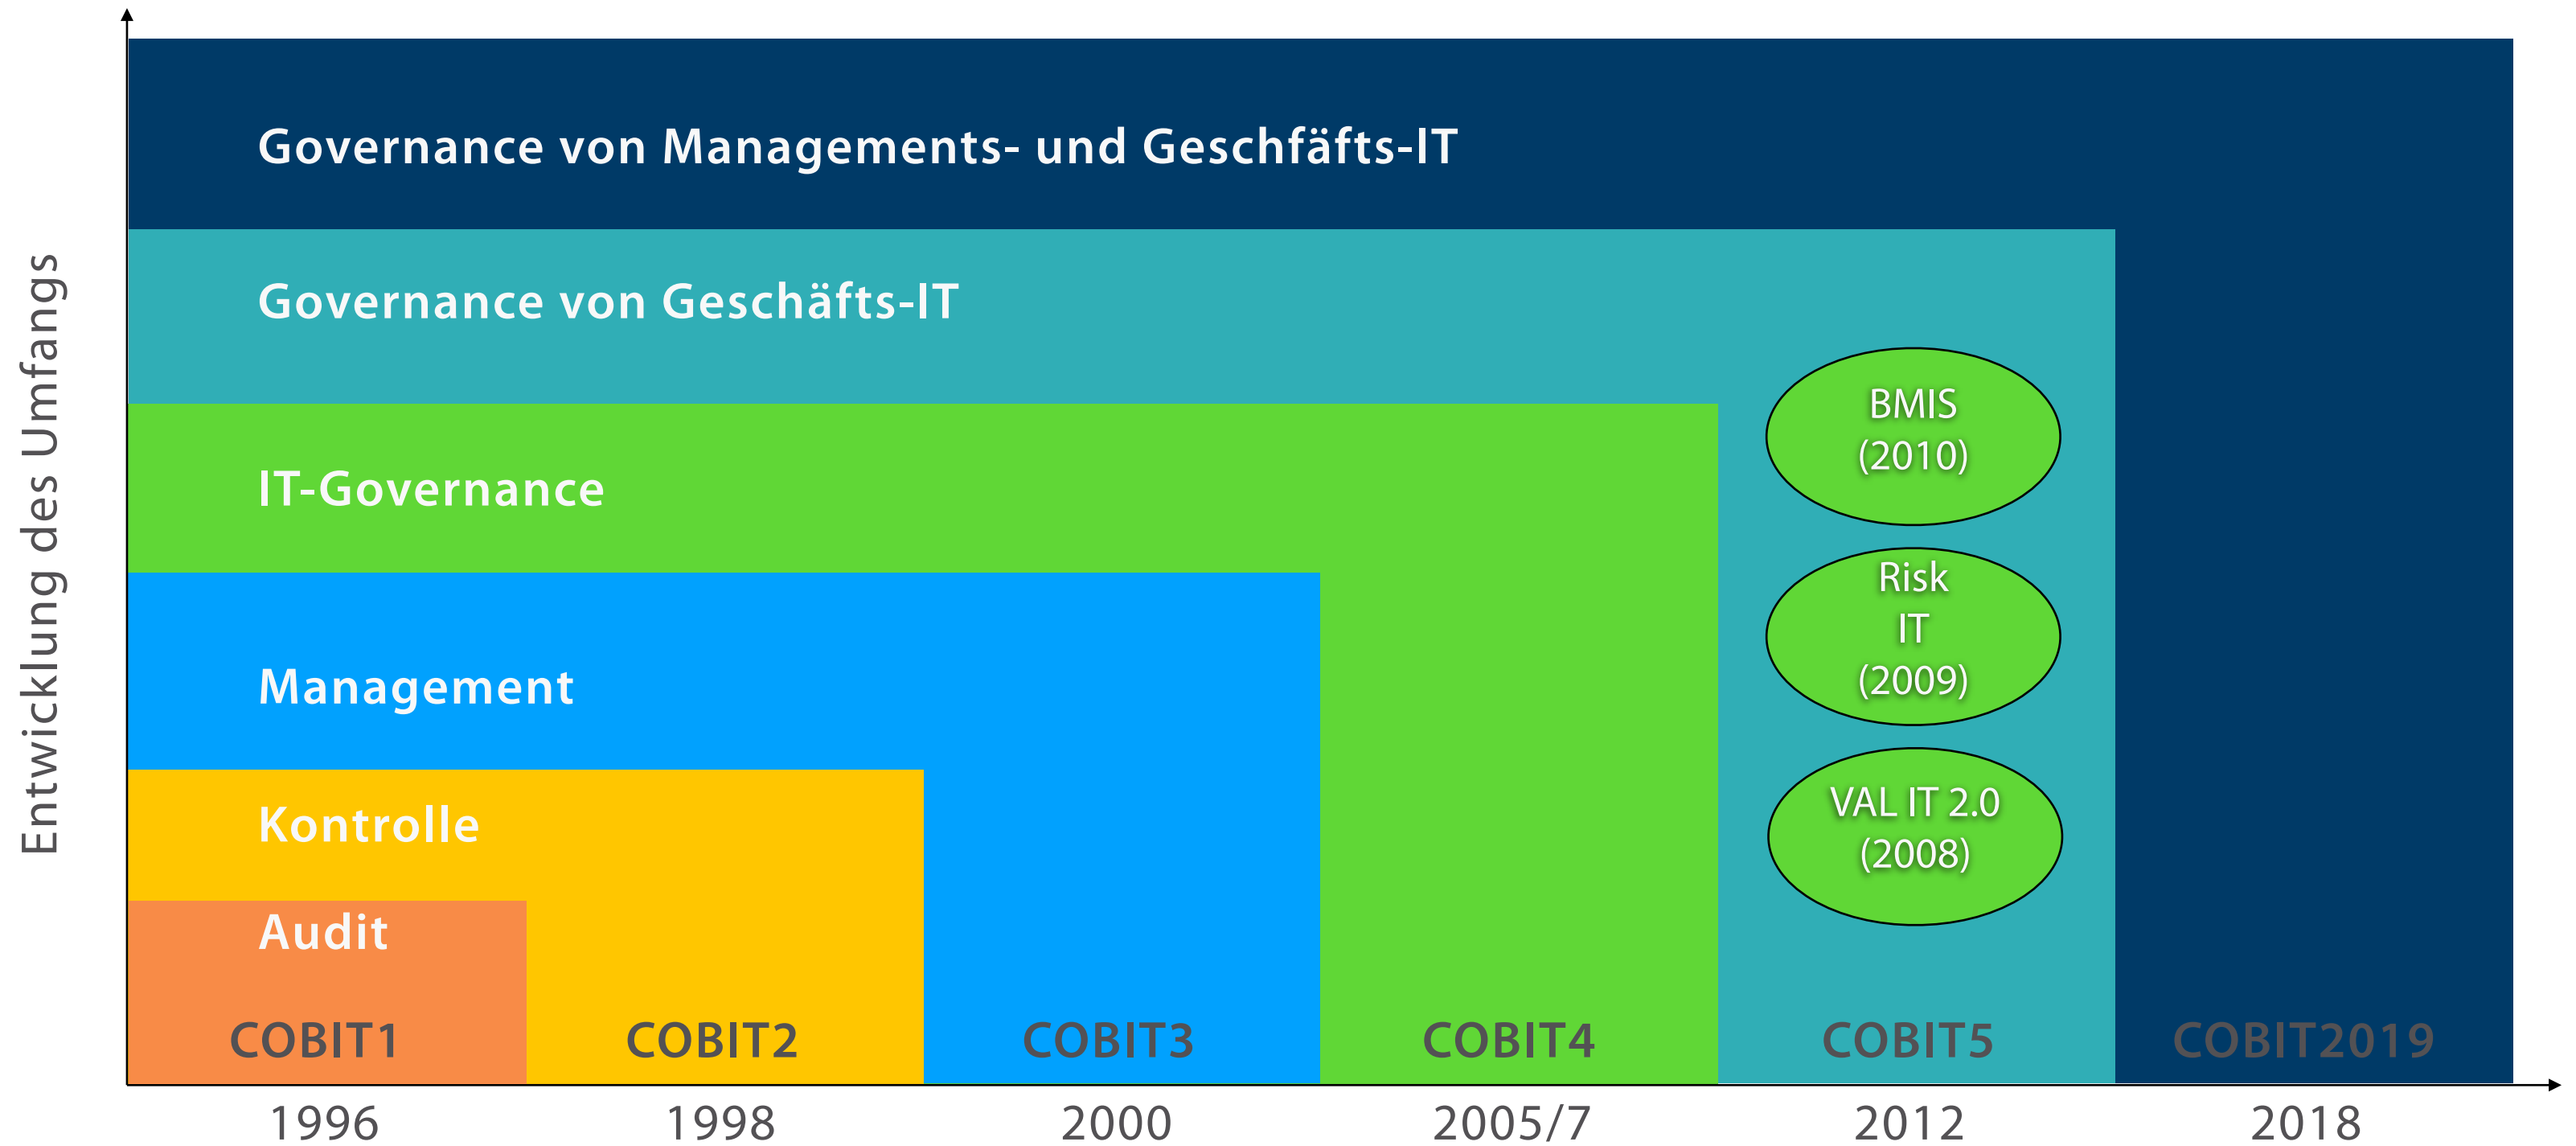 Entwicklung des Umfangs
Governance von Managements- und Geschfäfts-IT
Governance von Geschäfts-IT
IT-Governance
Management
Kontrolle
Audit
BMIS
(2010)
Risk
IT
(2009)
VAL IT 2.0
(2008)
COBIT1
COBIT2
COBIT3
COBIT4
COBIT5
COBIT2019
1996
1998
2000
2005/7
2012
2018